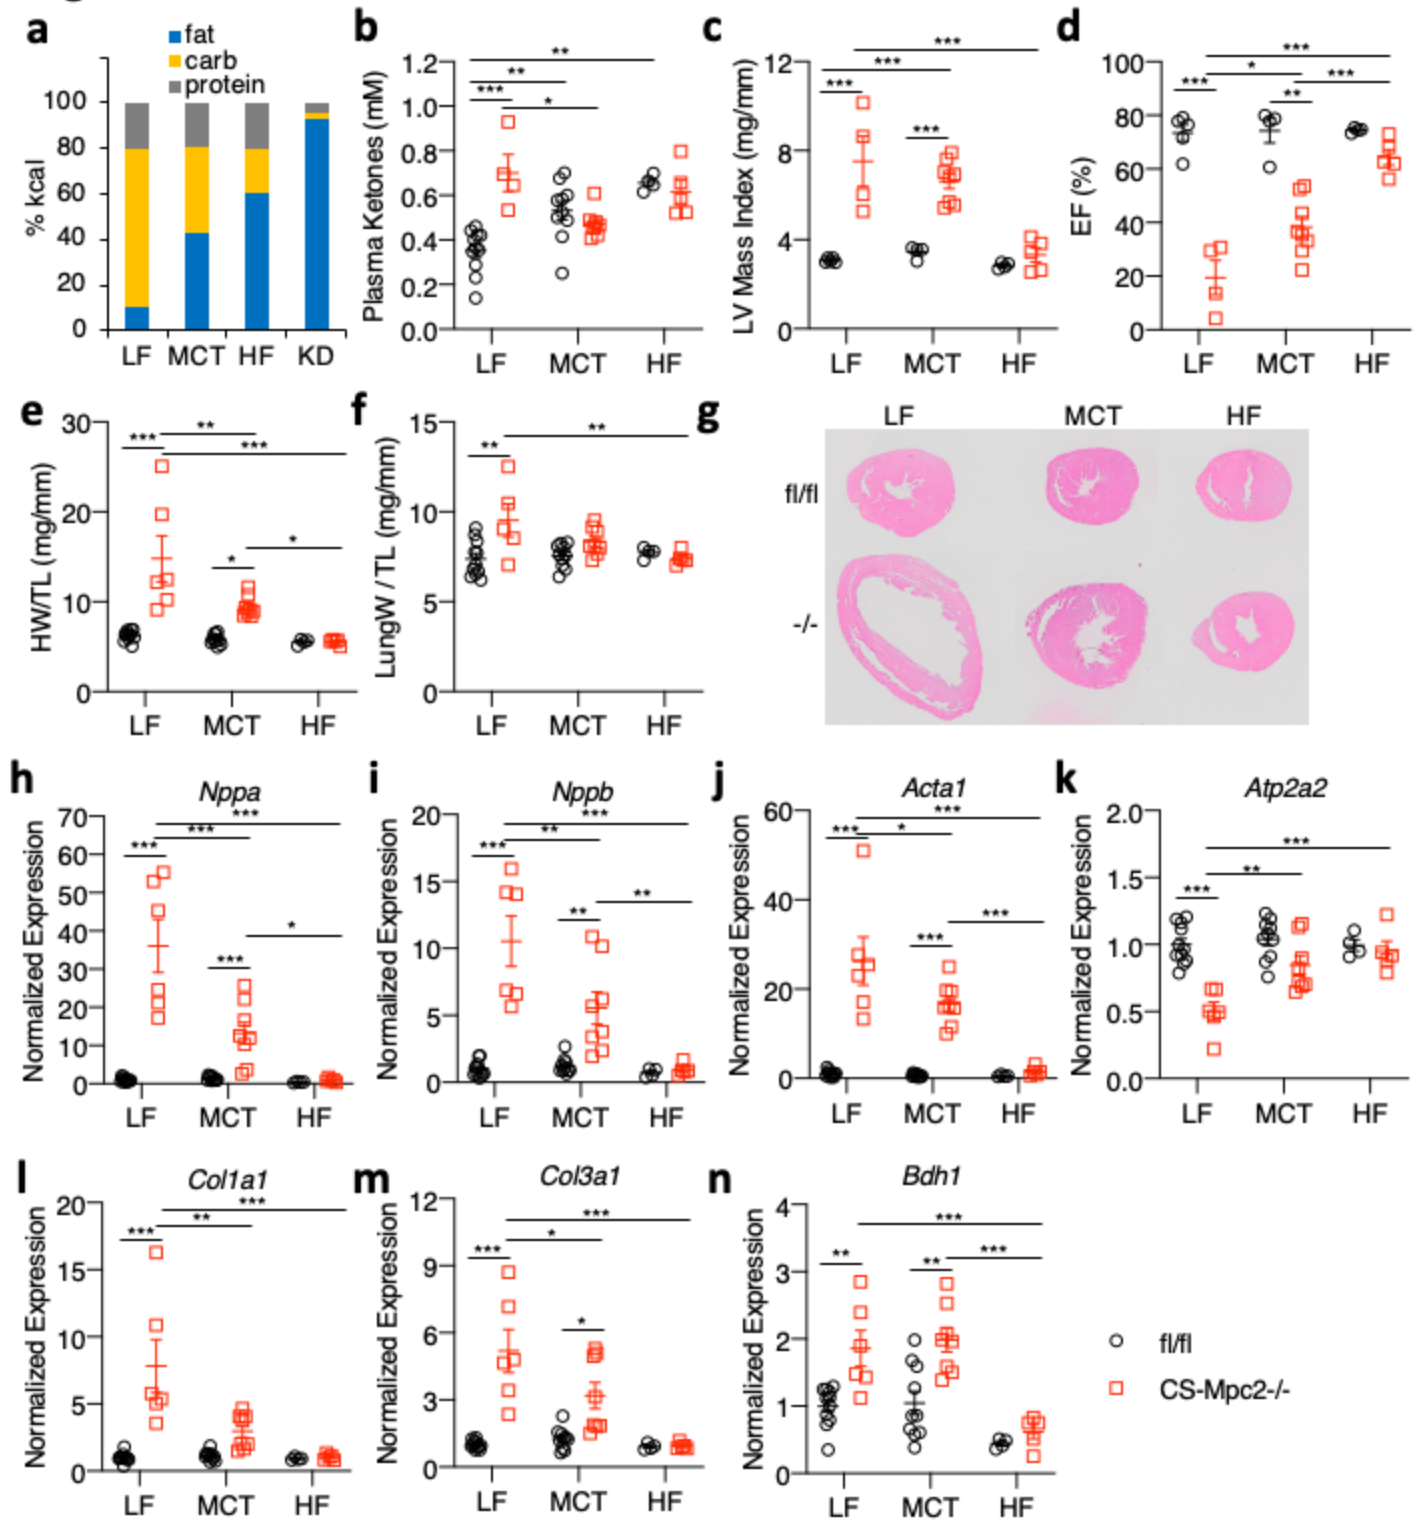 a
fat
carb
protein
% kcal
100
80
60
40
20
0
LF MCT HF KD
b
Plasma Ketones (mM)
1.2
1.0
0.8
0.6
0.4
0.2
0.0
**
**
***
*
LF MCT HF
c
LV Mass Index (mg/mm)
12
8
4
0
***
***
***
***
LF MCT HF
d
EF (%)
100
80
60
40
20
0
***
*
***
***
**
LF MCT HF
e
HW/TL (mg/mm)
30
20
10
0
**
***
***
*
*
LF MCT HF
f
LungW / TL (mg/mm)
15
10
5
0
**
**
LF MCT HF
g
LF MCT HF
fl/fl
-/-
h
Nppa
Normalized Expression
70
60
50
40
30
20
10
0
***
***
***
*
***
LF MCT HF
i
Nppb
Normalized Expression
20
15
10
5
0
***
**
***
**
**
LF MCT HF
j
Acta1
Normalized Expression
60
40
20
0
***
***
*
***
***
LF MCT HF
k
Atp2a2
Normalized Expression
2.0
1.5
1.0
0.5
0.0
***
**
***
LF MCT HF
l
Col1a1
Normalized Expression
20
15
10
5
0
***
**
***
LF MCT HF
m
Col3a1
Normalized Expression
12
9
6
3
0
***
*
***
*
LF MCT HF
n
Bdh1
Normalized Expression
4
3
2
1
0
***
**
**
***
LF MCT HF
fl/fl
CS-Mpc2-/-